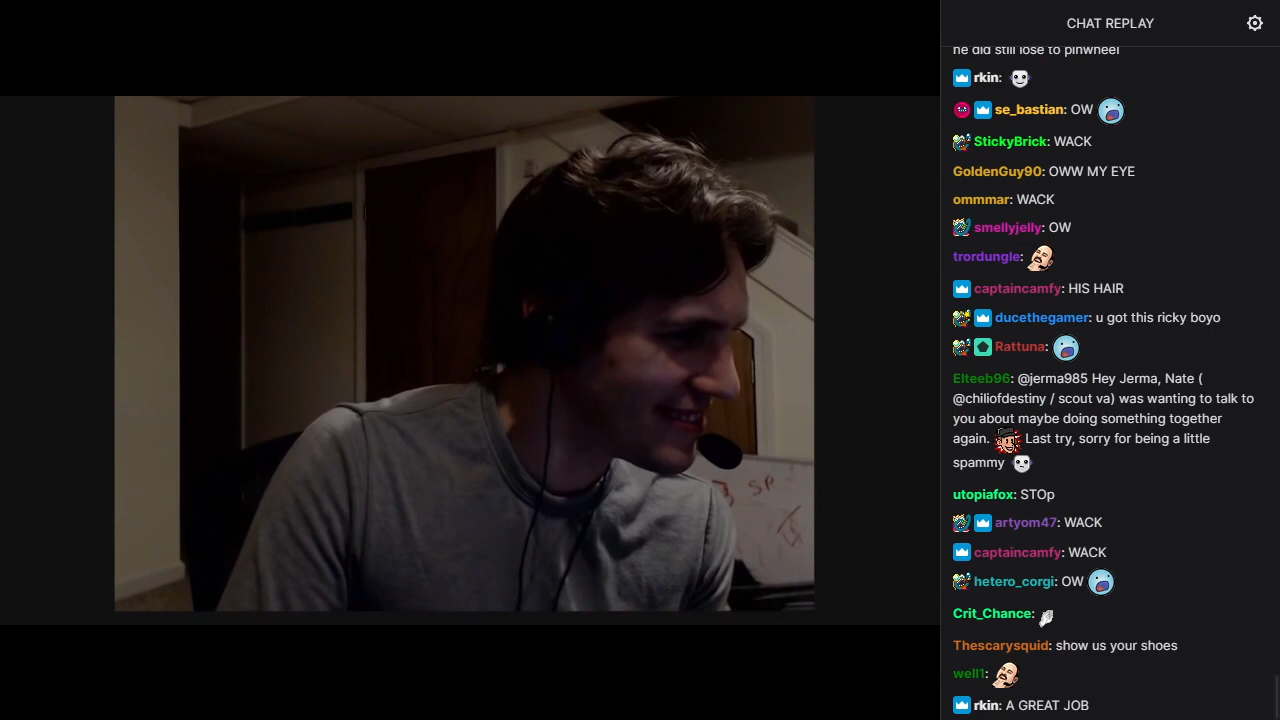 CHAT REPLAY
he did still lose to pinwheel
rkin:
se_bastian: OW
StickyBrick: WACK
GoldenGuy90: OWW MY EYE
ommmar: WACK
smellyjelly: OW
trordungle:
captaincamfy: HIS HAIR
ducethegamer: u got this ricky boyo
Rattuna:
Elteeb96: @jerma985 Hey Jerma, Nate (
@chiliofdestiny / scout va) was wanting to talk to
you about maybe doing something together
again. Last try, sorry for being a little
spammy
SP
utopiafox: STOp
artyom47: WACK
captaincamfy: WACK
hetero_corgi: OW
Crit_Chance:
Thescarysquid: show us your shoes
well1:
rkin: A GREAT JOB